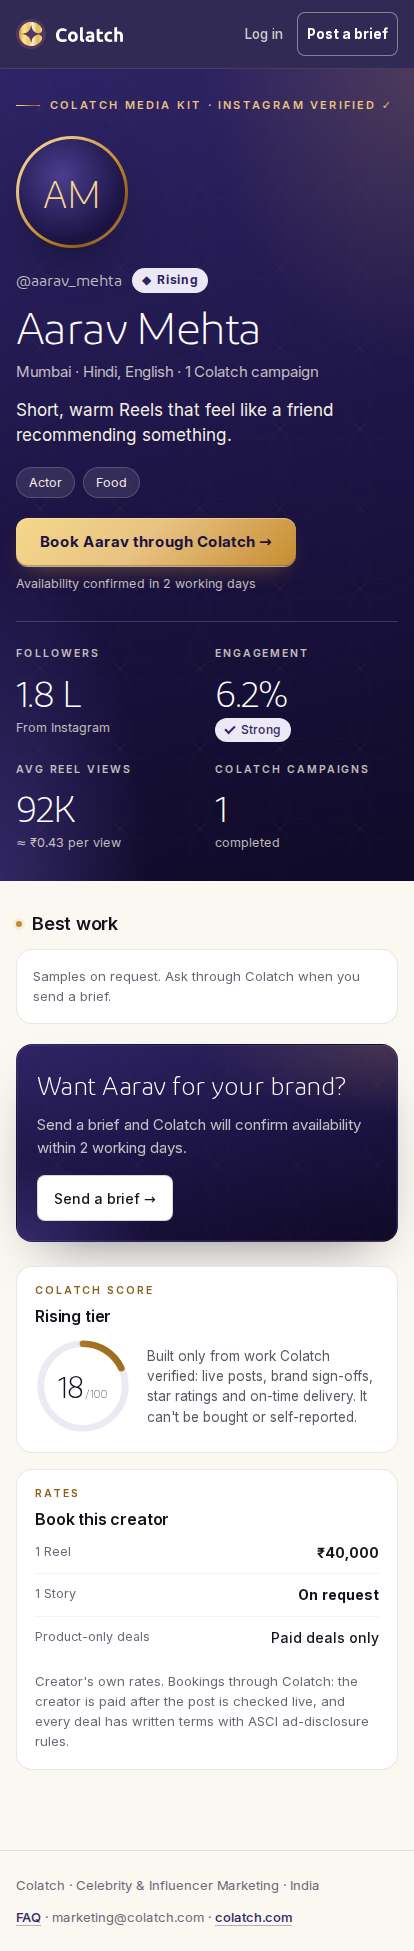 Colatch
Log in
Post a brief
COLATCH MEDIA KIT · INSTAGRAM VERIFIED ✓
AM
@aarav_mehta
◆ Rising
Aarav Mehta
Mumbai · Hindi, English · 1 Colatch campaign
Short, warm Reels that feel like a friend
recommending something.
Actor
Food
Book Aarav through Colatch →
Availability confirmed in 2 working days
FOLLOWERS
1.8 L
From Instagram
ENGAGEMENT
6.2%
✓ Strong
AVG REEL VIEWS
92K
≈ ₹0.43 per view
COLATCH CAMPAIGNS
1
completed
Best work
Samples on request. Ask through Colatch when you
send a brief.
Want Aarav for your brand?
Send a brief and Colatch will confirm availability
within 2 working days.
Send a brief →
COLATCH SCORE
Rising tier
18/100
Built only from work Colatch
verified: live posts, brand sign-offs,
star ratings and on-time delivery. It
can't be bought or self-reported.
RATES
Book this creator
1 Reel ₹40,000
1 Story On request
Product-only deals Paid deals only
Creator's own rates. Bookings through Colatch: the
creator is paid after the post is checked live, and
every deal has written terms with ASCI ad-disclosure
rules.
Colatch · Celebrity & Influencer Marketing · India
FAQ · marketing@colatch.com · colatch.com